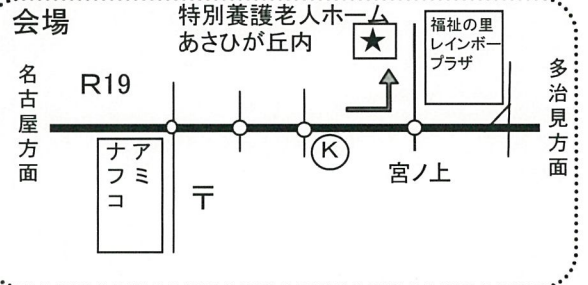 会場
特別養護老人ホーム
あさひが丘内
★
福祉の里
レインボー
プラザ
名古屋方面
R19
多治見方面
K
宮ノ上
アミ
ナフコ
〒